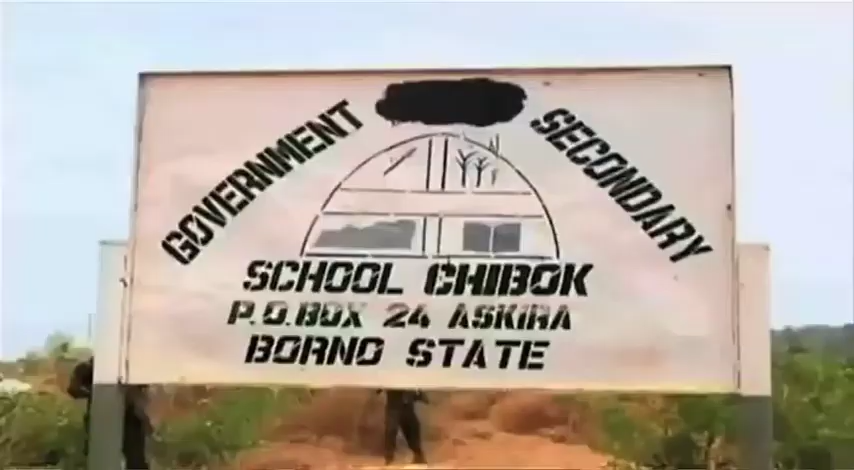 GOVERNMENT SECONDARY
SCHOOL CHIBOK
P.O.BOX 24 ASKIRA
BORNO STATE